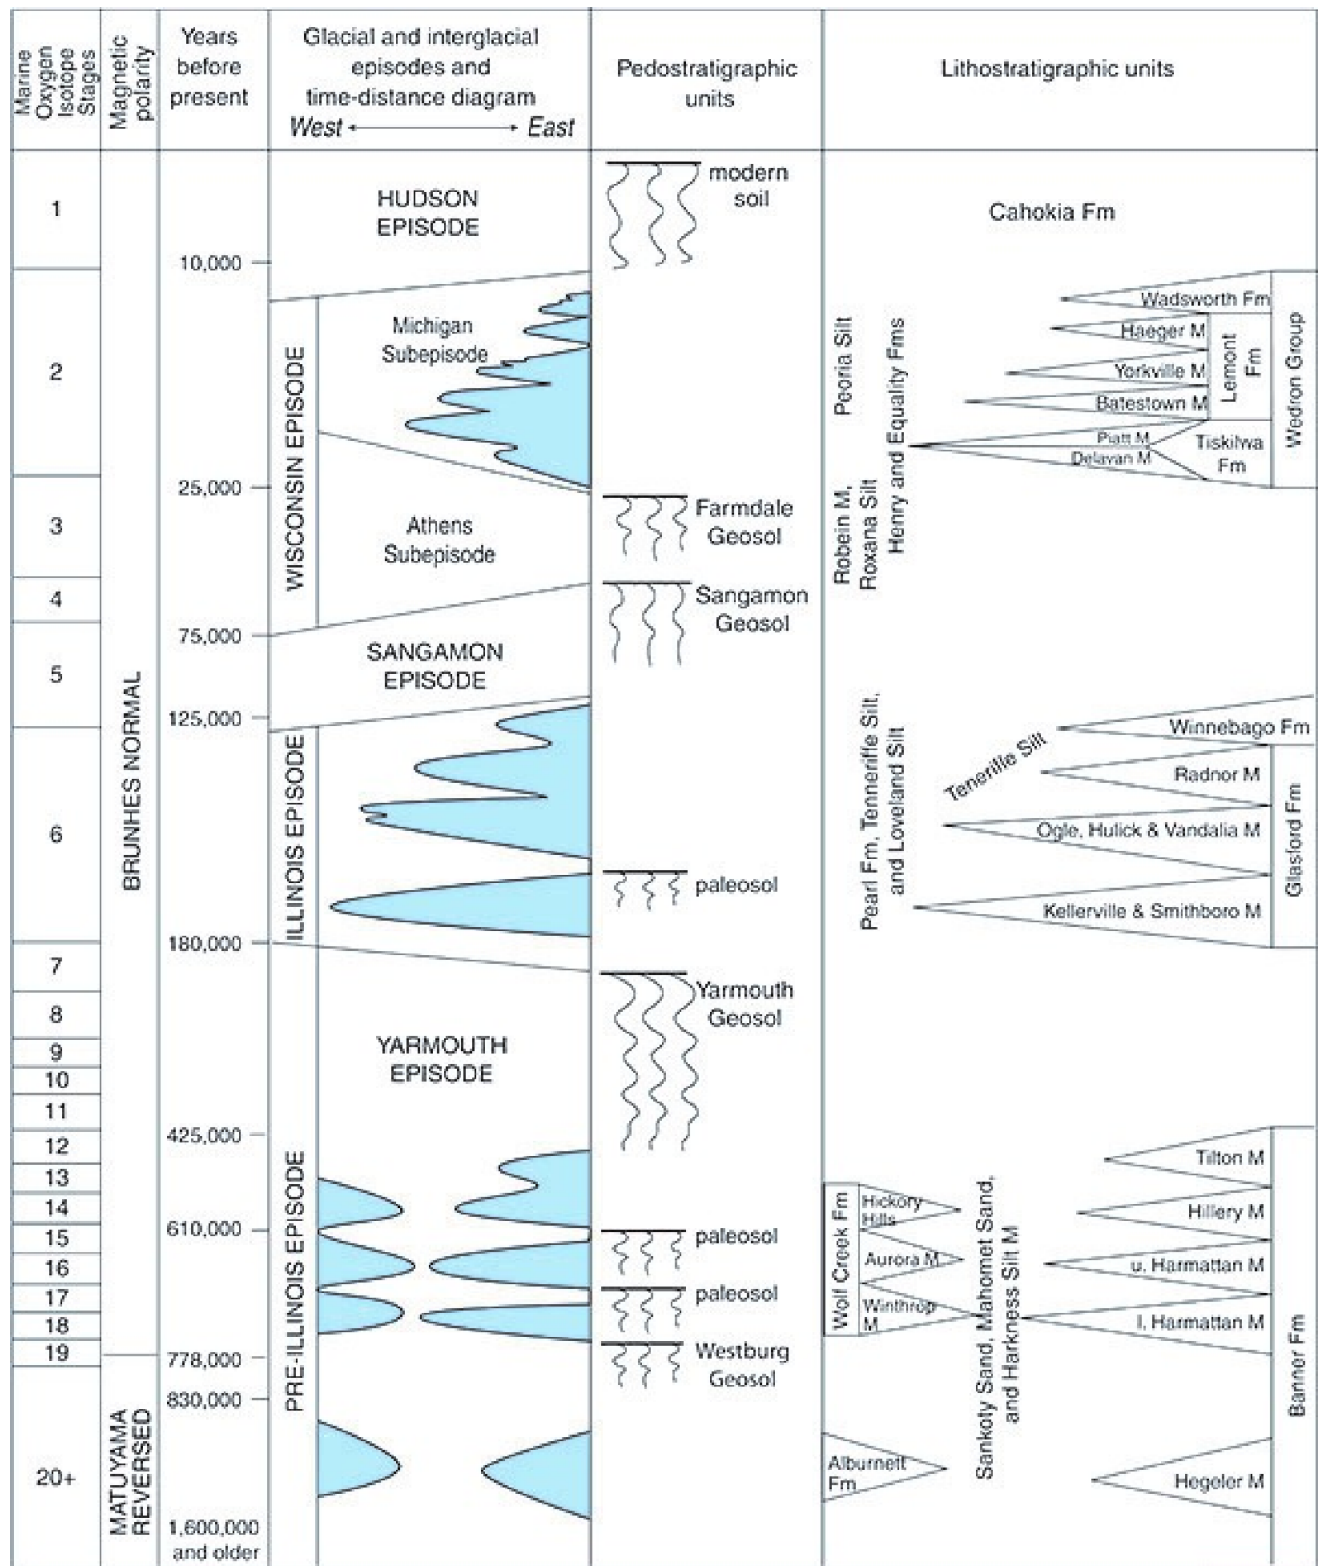 Marine
Oxygen
Isotope
Stages
Magnetic
polarity
Years
before
present
Glacial and interglacial
episodes and
time-distance diagram
West East
Pedostratigraphic
units
Lithostratigraphic units
1
2
3
4
5
6
7
8
9
10
11
12
13
14
15
16
17
18
19
20+
BRUNHES NORMAL
MATUYAMA
REVERSED
10,000
25,000
75,000
125,000
180,000
425,000
610,000
778,000
830,000
1,600,000
and older
HUDSON
EPISODE
WISCONSIN EPISODE
Michigan
Subepisode
Athens
Subepisode
SANGAMON
EPISODE
ILLINOIS EPISODE
YARMOUTH
EPISODE
PRE-ILLINOIS EPISODE
modern
soil
Farmdale
Geosol
Sangamon
Geosol
paleosol
Yarmouth
Geosol
paleosol
paleosol
Westburg
Geosol
Cahokia Fm
Peoria Silt
Henry and Equality Fms
Robein M,
Roxana Silt
Wadsworth Fm
Haeger M
Yorkville M
Batestown M
Lemont
Fm
Piatt M
Delavan M
Tiskilwa
Fm
Wedron Group
Pearl Fm, Tenneriffe Silt,
and Loveland Silt
Teneriffe Silt
Winnebago Fm
Radnor M
Ogle, Hulick & Vandalia M
Kellerville & Smithboro M
Glasford Fm
Wolf Creek Fm
Hickory
Hills
Aurora M
Winthrop
M
Alburnett
Fm
Sankoty Sand, Mahomet Sand,
and Harkness Silt M
Tilton M
Hillery M
u. Harmattan M
l. Harmattan M
Hegeler M
Banner Fm